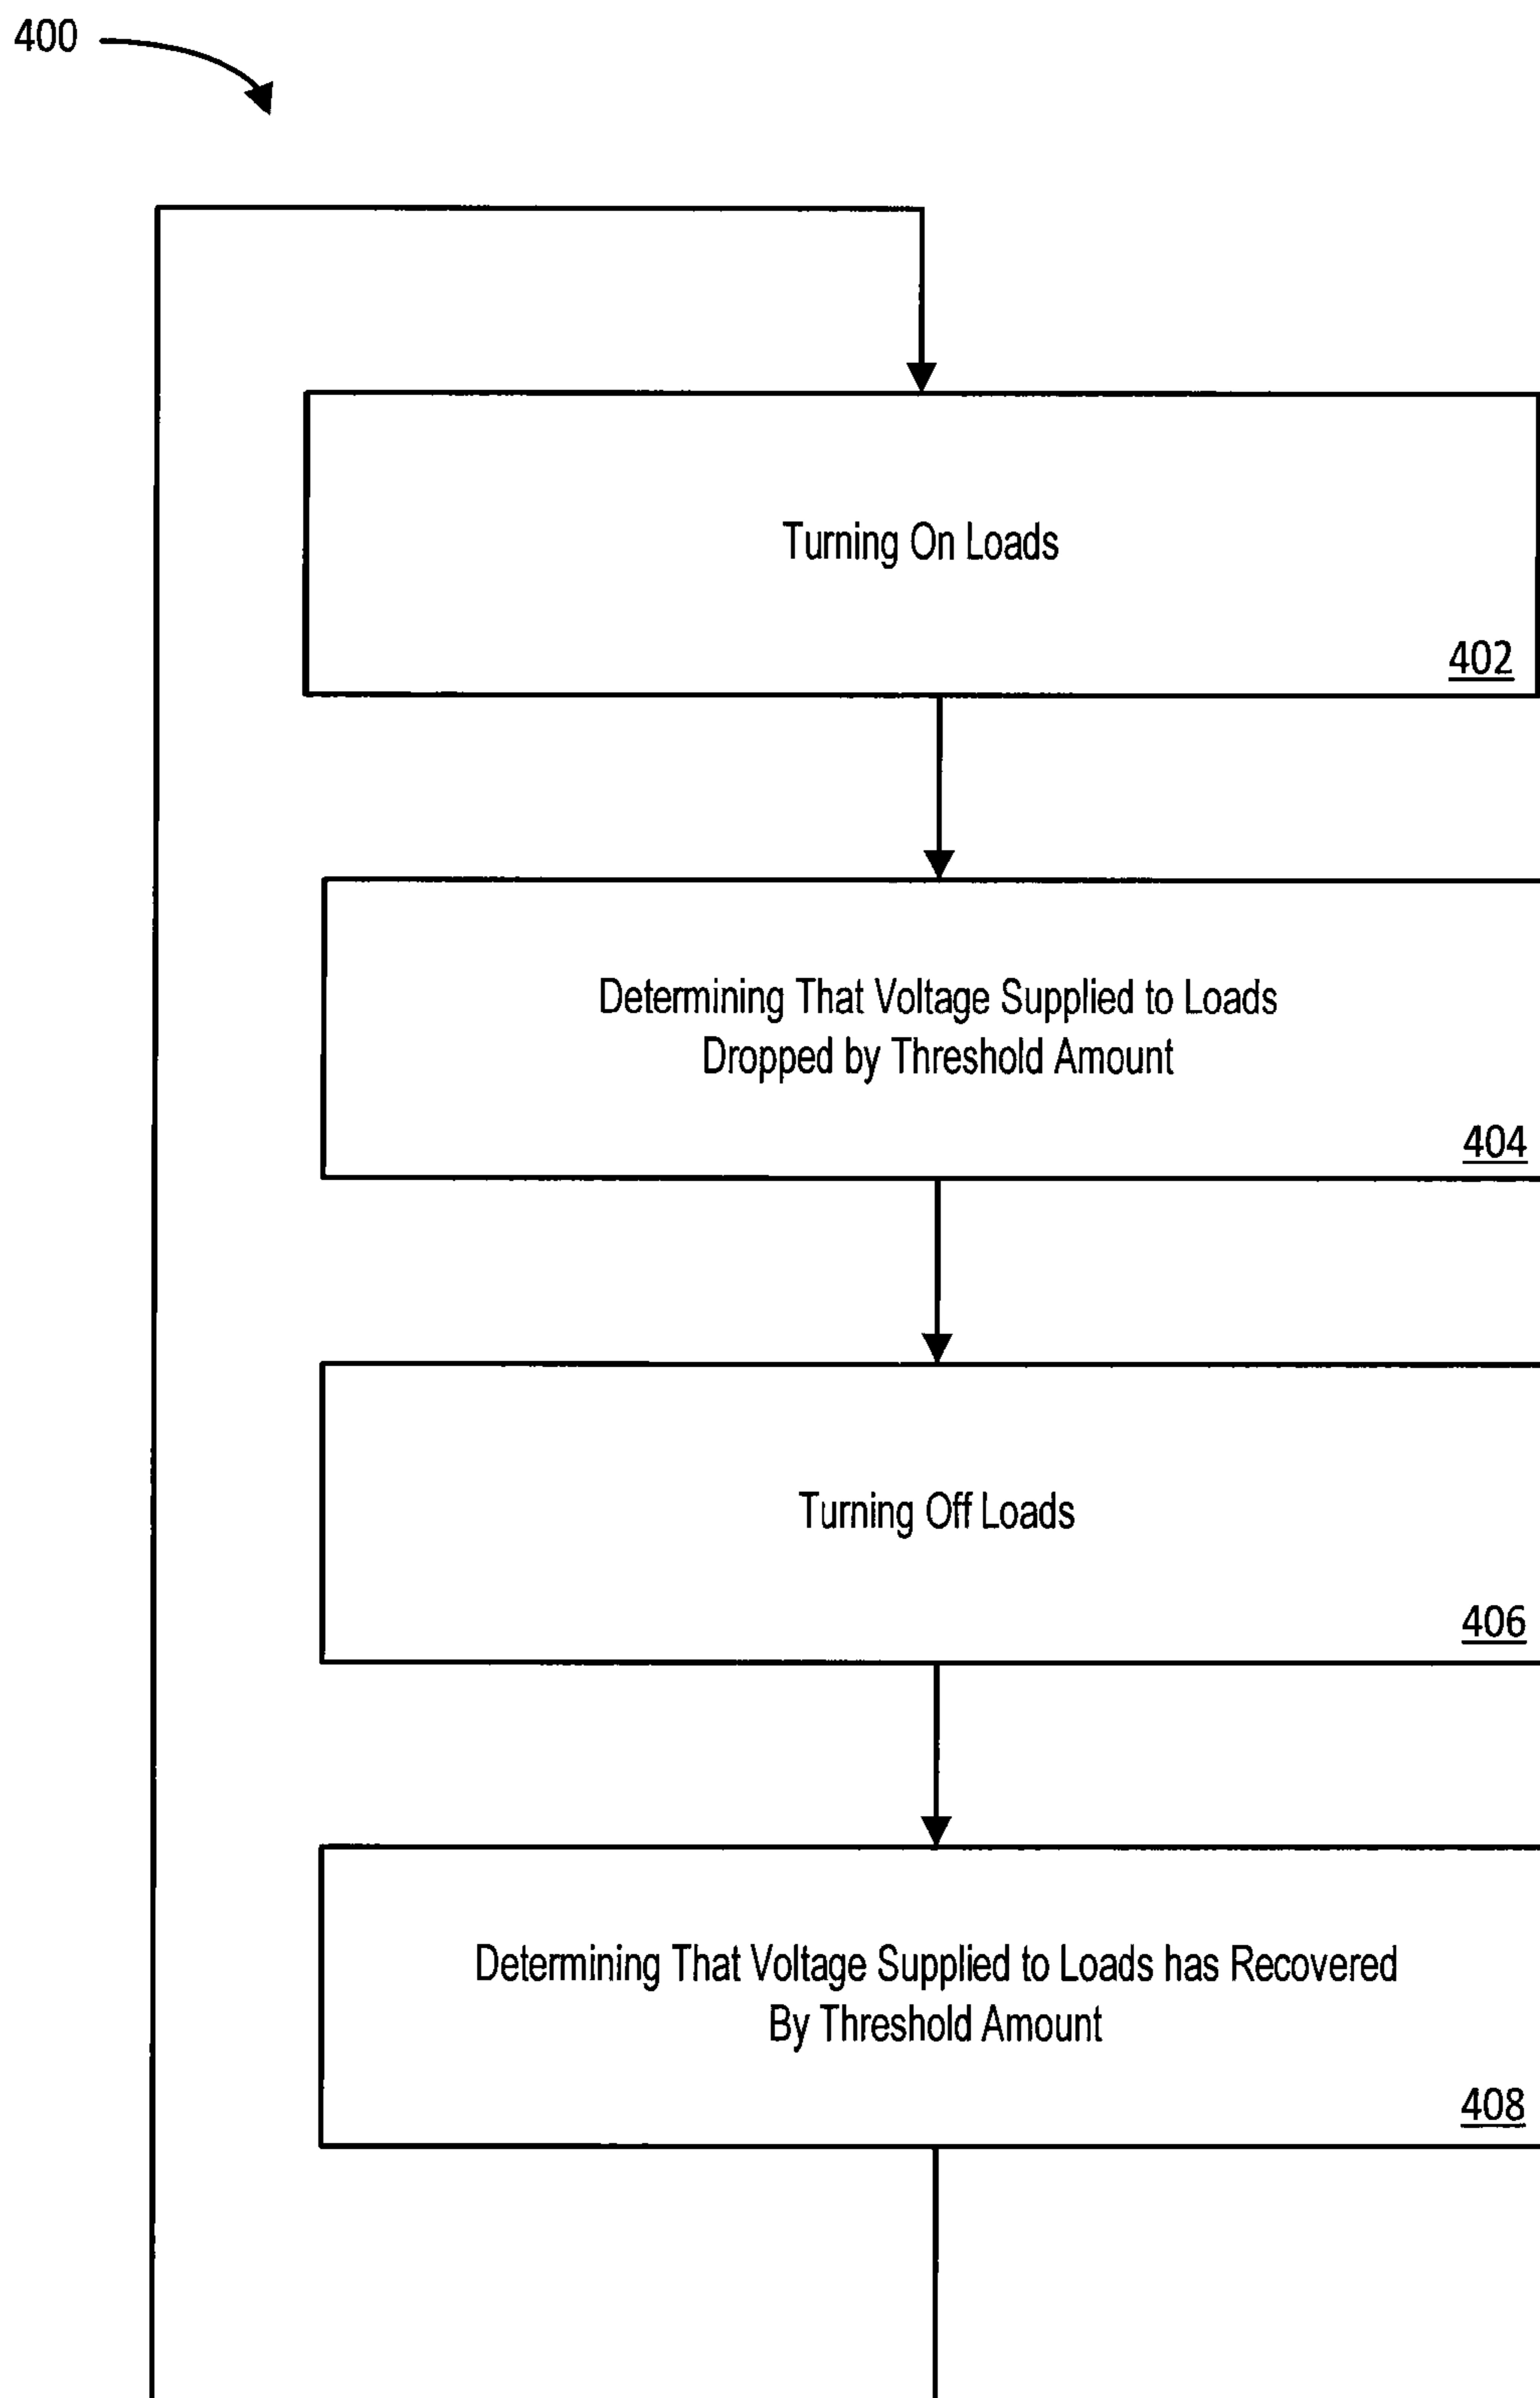 400
Turning On Loads
402
Determining That Voltage Supplied to Loads
Dropped by Threshold Amount
404
Turning Off Loads
406
Determining That Voltage Supplied to Loads has Recovered
By Threshold Amount
408